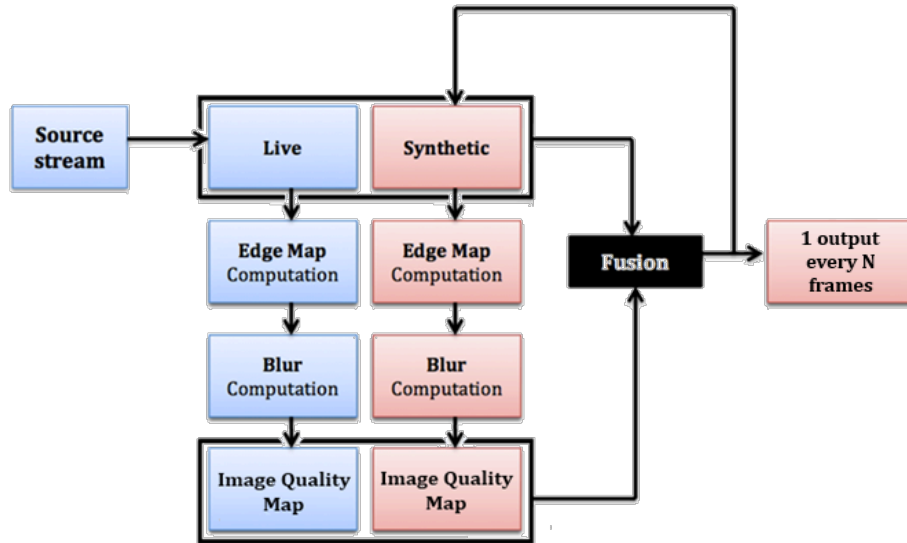 Source
stream
Live
Synthetic
Edge Map
Computation
Edge Map
Computation
Fusion
1 output
every N
frames
Blur
Computation
Blur
Computation
Image Quality
Map
Image Quality
Map